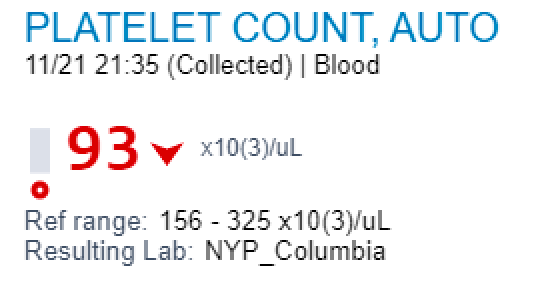 PLATELET COUNT, AUTO
11/21 21:35 (Collected) | Blood
93 x10(3)/uL
Ref range: 156 - 325 x10(3)/uL
Resulting Lab: NYP_Columbia